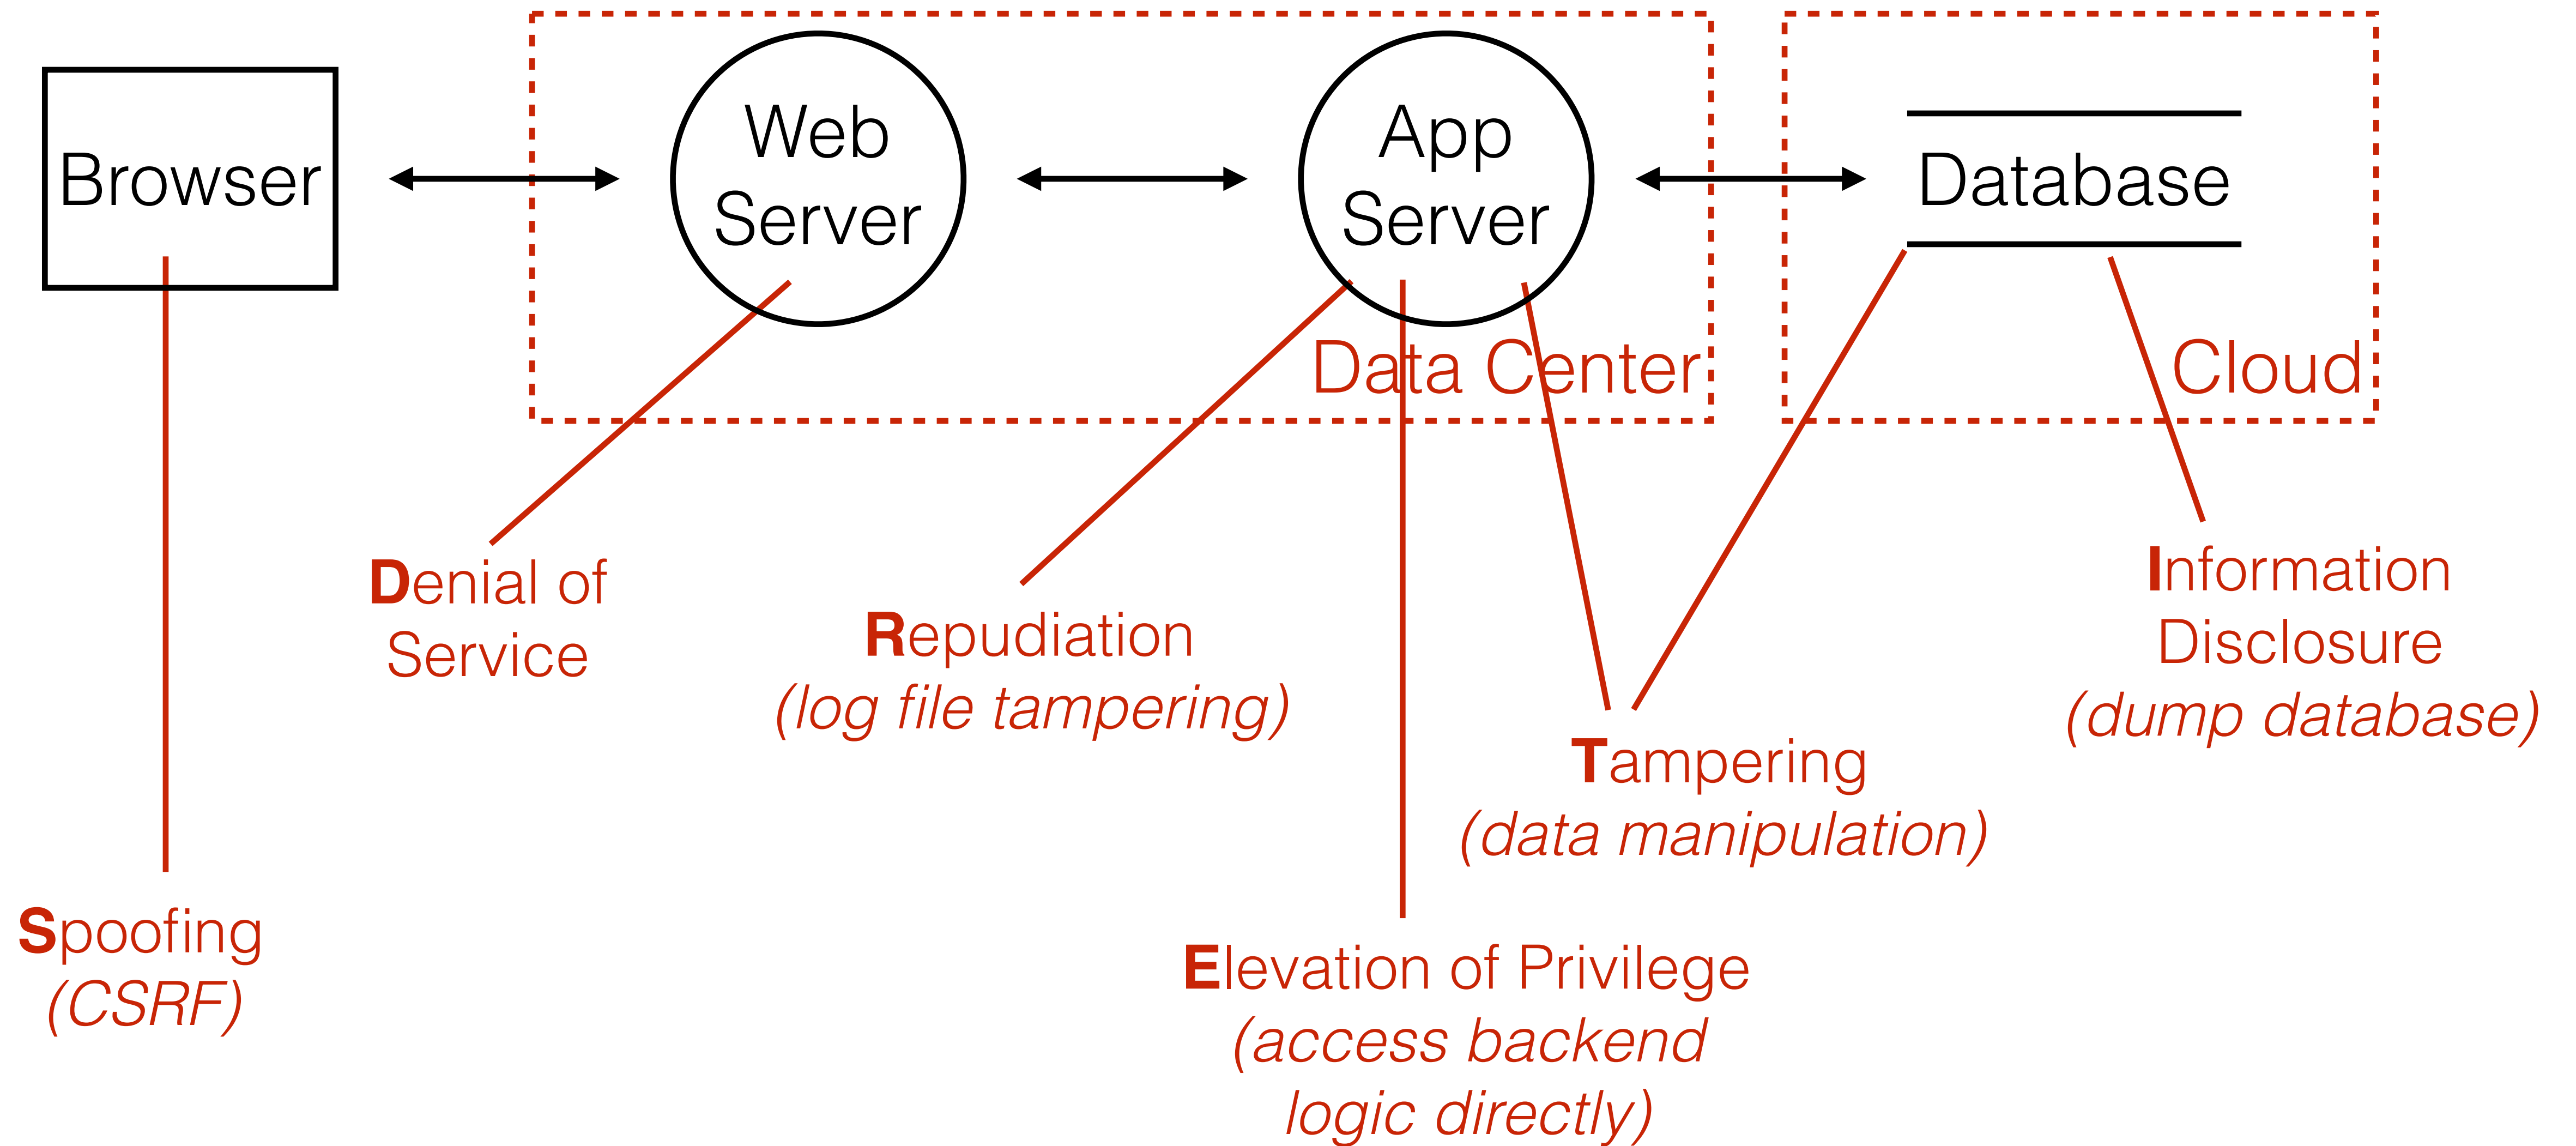 Browser
Web
Server
App
Server
Database
Data Center
Cloud
Denial of
Service
Repudiation
(log file tampering)
Information
Disclosure
(dump database)
Tampering
(data manipulation)
Spoofing
(CSRF)
Elevation of Privilege
(access backend
logic directly)